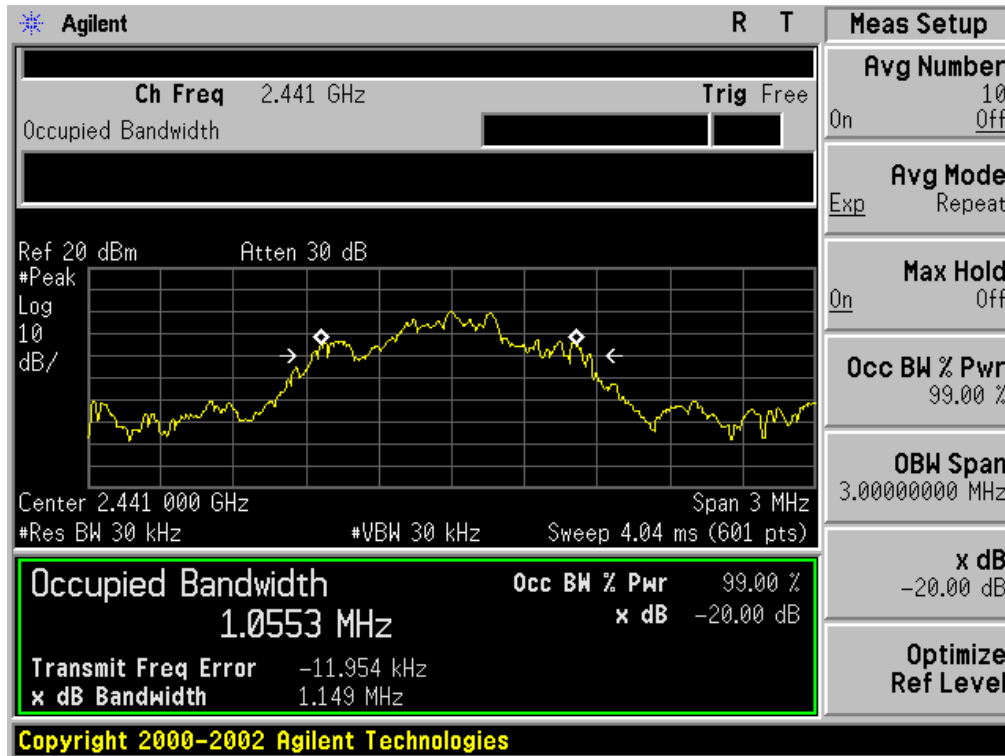 Agilent R T
Ch Freq 2.441 GHz Trig Free
Occupied Bandwidth
Ref 20 dBm Atten 30 dB
#Peak
Log
10
dB/
Center 2.441 000 GHz Span 3 MHz
#Res BW 30 kHz #VBW 30 kHz Sweep 4.04 ms (601 pts)
Occupied Bandwidth
1.0553 MHz
Occ BW % Pwr 99.00 %
x dB -20.00 dB
Transmit Freq Error -11.954 kHz
x dB Bandwidth 1.149 MHz
Copyright 2000-2002 Agilent Technologies
Meas Setup
Avg Number
10
On Off
Avg Mode
Exp Repeat
Max Hold
On Off
Occ BW % Pwr
99.00 %
OBW Span
3.00000000 MHz
x dB
-20.00 dB
Optimize
Ref Level